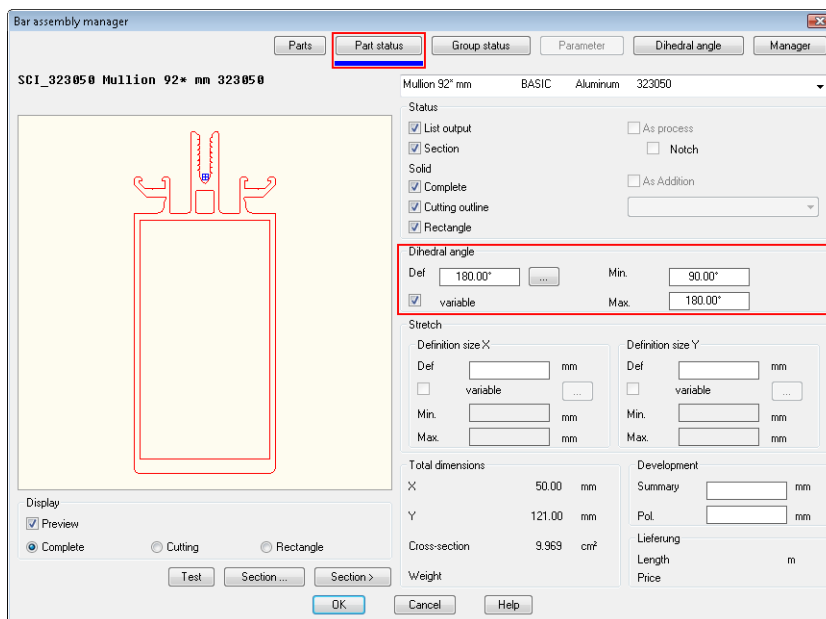 Bar assembly manager
Parts Part status Group status Parameter Dihedral angle Manager
SCI_323050 Mullion 92* mm 323050
Mullion 92* mm BASIC Aluminum 323050
Status
List output As process
Section Notch
Solid
Complete As Addition
Cutting outline
Rectangle
Dihedral angle
Def 180.00° ... Min. 90.00°
variable Max. 180.00°
Stretch
Definition size X Definition size Y
Def mm Def mm
variable ... variable ...
Min. mm Min. mm
Max. mm Max. mm
Total dimensions Development
X 50.00 mm Summary mm
Y 121.00 mm Pol. mm
Cross-section 9.969 cm² Lieferung
Length m
Weight Price
Display
Preview
Complete Cutting Rectangle
Test Section ... Section >
OK Cancel Help